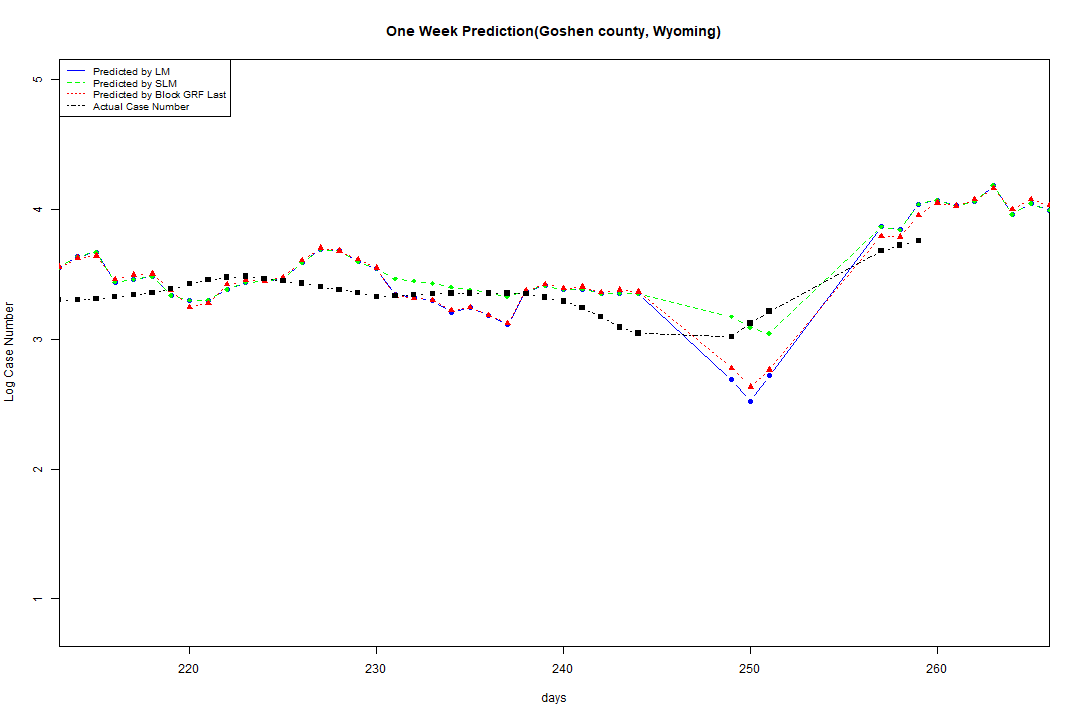 One Week Prediction(Goshen county, Wyoming)
Predicted by LM
Predicted by SLM
Predicted by Block GRF Last
Actual Case Number
5
4
3
2
1
Log Case Number
220
230
240
250
260
days